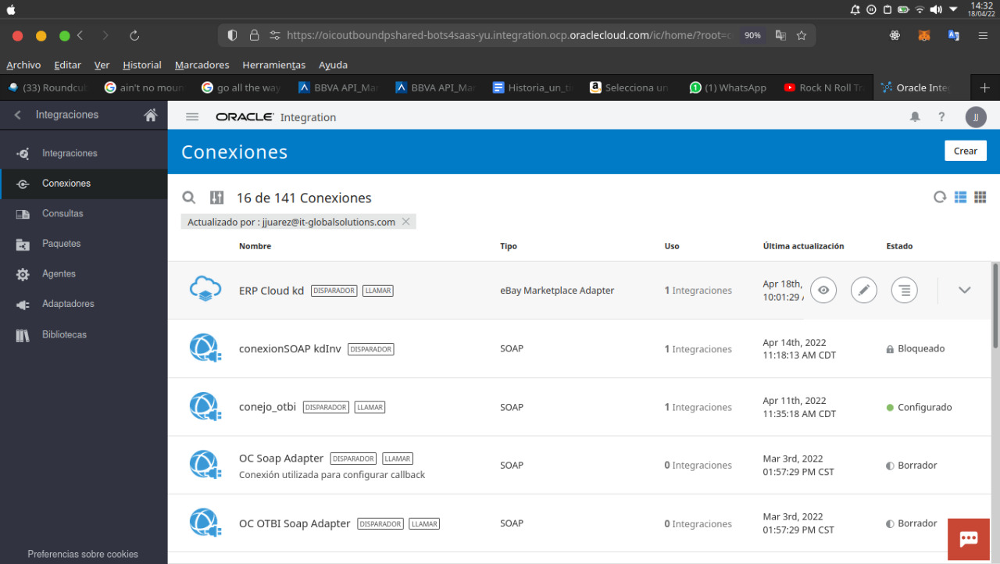 14:32
18/04/22
https://oicoutboundpshared-bots4saas-yu.integration.ocp.oraclecloud.com/ic/home/?root=c
90%
Archivo Editar Ver Historial Marcadores Herramientas Ayuda
(33) Roundcu
ain't no moun
go all the way
BBVA API_Mar
BBVA API_Mar
Historia_un_ti
Selecciona un
(1) WhatsApp
Rock N Roll Tr
Oracle Integ
Integraciones
ORACLE Integration
?
JJ
Integraciones
Conexiones
Consultas
Paquetes
Agentes
Adaptadores
Bibliotecas
Preferencias sobre cookies
Conexiones
Crear
16 de 141 Conexiones
Actualizado por : jjuarez@it-globalsolutions.com
Nombre Tipo Uso Última actualización Estado
ERP Cloud kd DISPARADOR LLAMAR eBay Marketplace Adapter 1 Integraciones Apr 18th,
10:01:29
conexionSOAP kdInv DISPARADOR SOAP 1 Integraciones Apr 14th, 2022
11:18:13 AM CDT Bloqueado
conejo_otbi DISPARADOR LLAMAR SOAP 1 Integraciones Apr 11th, 2022
11:35:18 AM CDT Configurado
OC Soap Adapter DISPARADOR LLAMAR
Conexión utilizada para configurar callback SOAP 0 Integraciones Mar 3rd, 2022
01:57:29 PM CST Borrador
OC OTBI Soap Adapter DISPARADOR LLAMAR SOAP 0 Integraciones Mar 3rd, 2022
01:57:29 PM CST Borrador